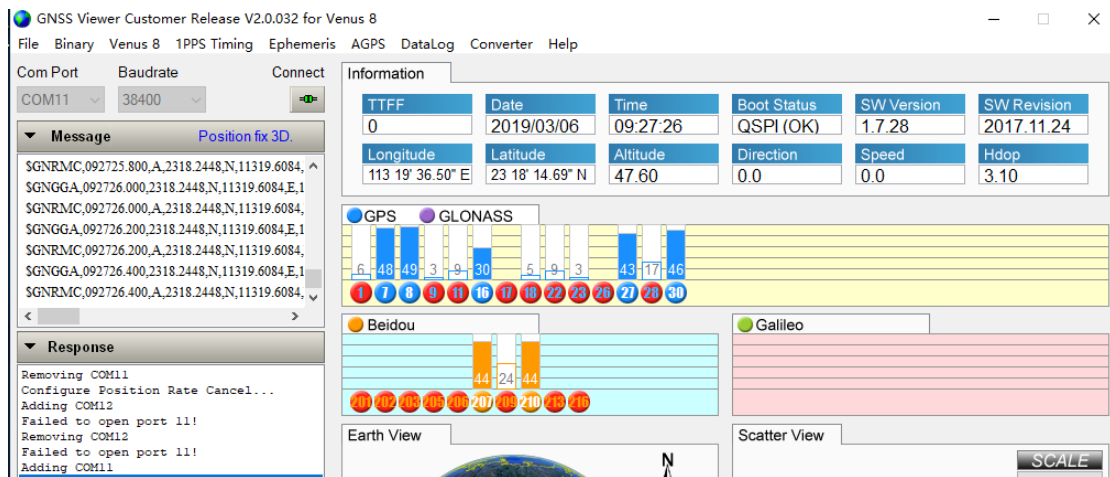 GNSS Viewer Customer Release V2.0.032 for Venus 8
File Binary Venus 8 1PPS Timing Ephemeris AGPS DataLog Converter Help
Com Port Baudrate Connect
COM11 38400
Message Position fix 3D.
$GNRMC,092725.800,A,2318.2448,N,11319.6084,
$GNGGA,092726.000,2318.2448,N,11319.6084,E,1
$GNRMC,092726.000,A,2318.2448,N,11319.6084,
$GNGGA,092726.200,2318.2448,N,11319.6084,E,1
$GNRMC,092726.200,A,2318.2448,N,11319.6084,
$GNGGA,092726.400,2318.2448,N,11319.6084,E,1
$GNRMC,092726.400,A,2318.2448,N,11319.6084,
Response
Removing COM11
Configure Position Rate Cancel...
Adding COM12
Failed to open port 11!
Removing COM12
Failed to open port 11!
Adding COM11
Information
TTFF Date Time Boot Status SW Version SW Revision
0 2019/03/06 09:27:26 QSPI (OK) 1.7.28 2017.11.24
Longitude Latitude Altitude Direction Speed Hdop
113 19' 36.50" E 23 18' 14.69" N 47.60 0.0 0.0 3.10
GPS GLONASS
6 48 49 3 9 30 5 9 3 43 17 46
1 7 8 9 11 16 17 18 22 23 26 27 28 30
Beidou
44 24 44
201 202 203 205 206 207 209 210 213 216
Galileo
Earth View
N
Scatter View
SCALE